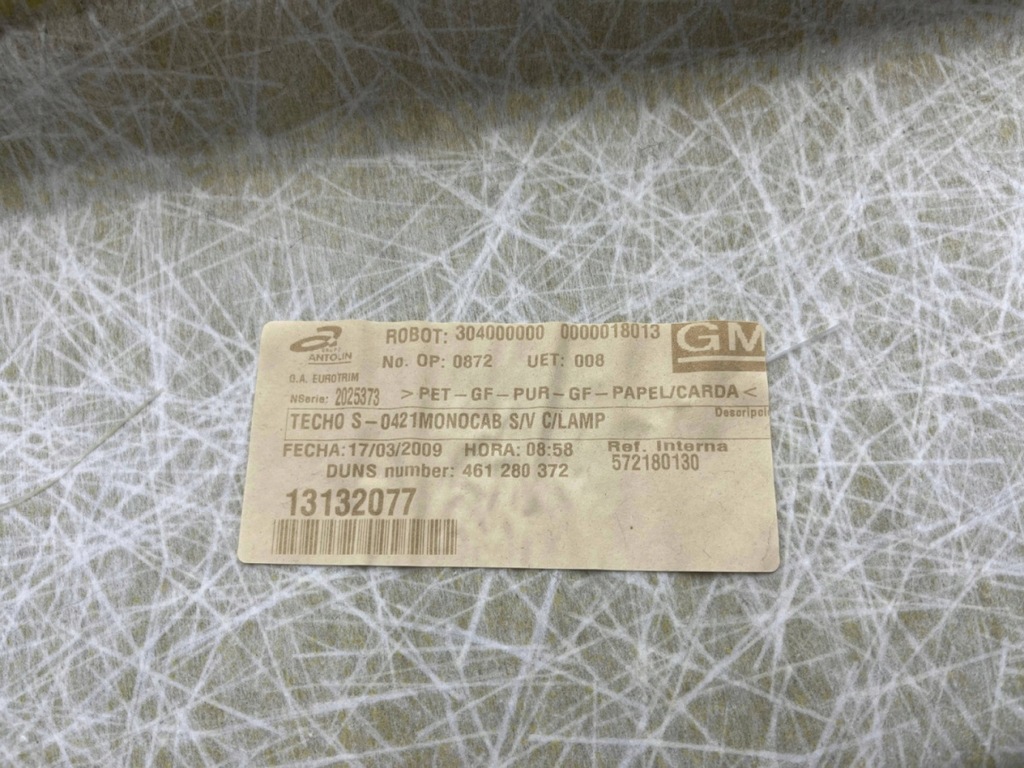 ROBOT: 304000000 0000018013 GM
GRUPO ANTOLIN No. OP: 0872 UET: 008
O.A. EUROTRIM
NSerie: 2025373 >PET-GF-PUR-GF-PAPEL/CARDA<
Descripci
TECHO S-0421MONOCAB S/V C/LAMP
FECHA:17/03/2009 HORA: 08:58 Ref. Interna
DUNS number: 461 280 372 572180130
13132077